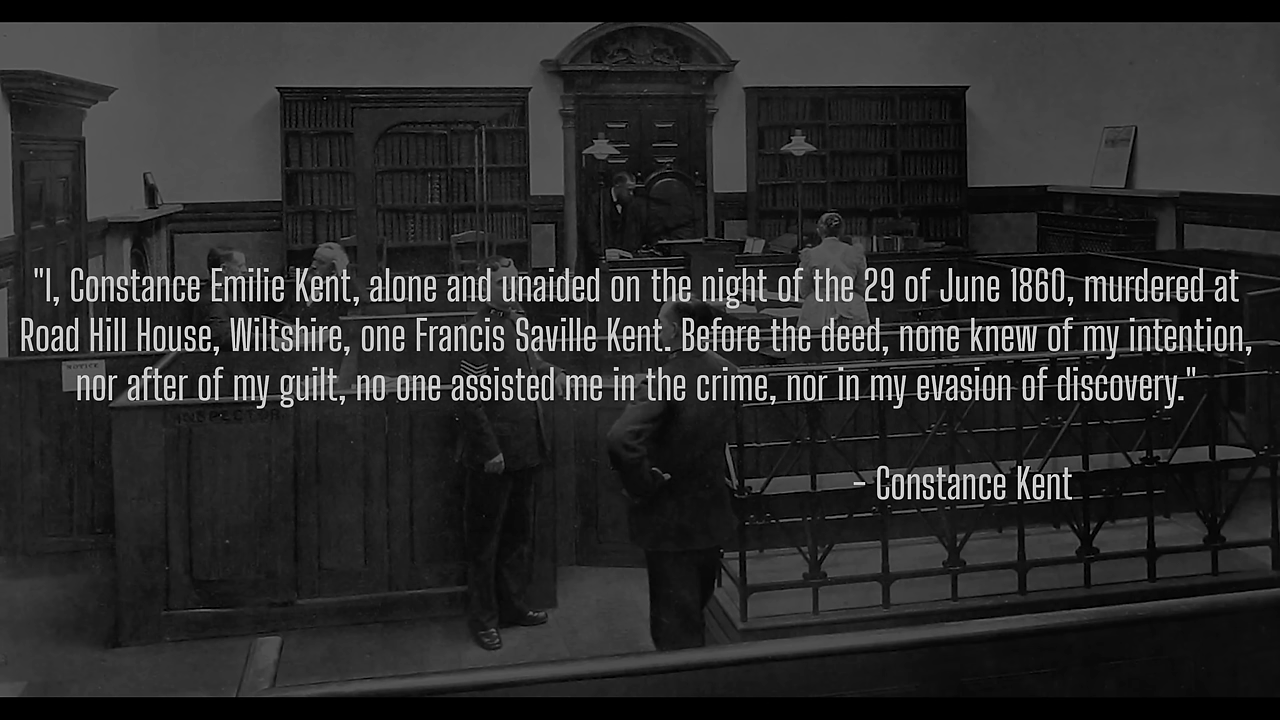 "I, Constance Emilie Kent, alone and unaided on the night of the 29 of June 1860, murdered at
Road Hill House, Wiltshire, one Francis Saville Kent. Before the deed, none knew of my intention,
nor after of my guilt, no one assisted me in the crime, nor in my evasion of discovery."
- Constance Kent
NOTICE
INSPECTOR